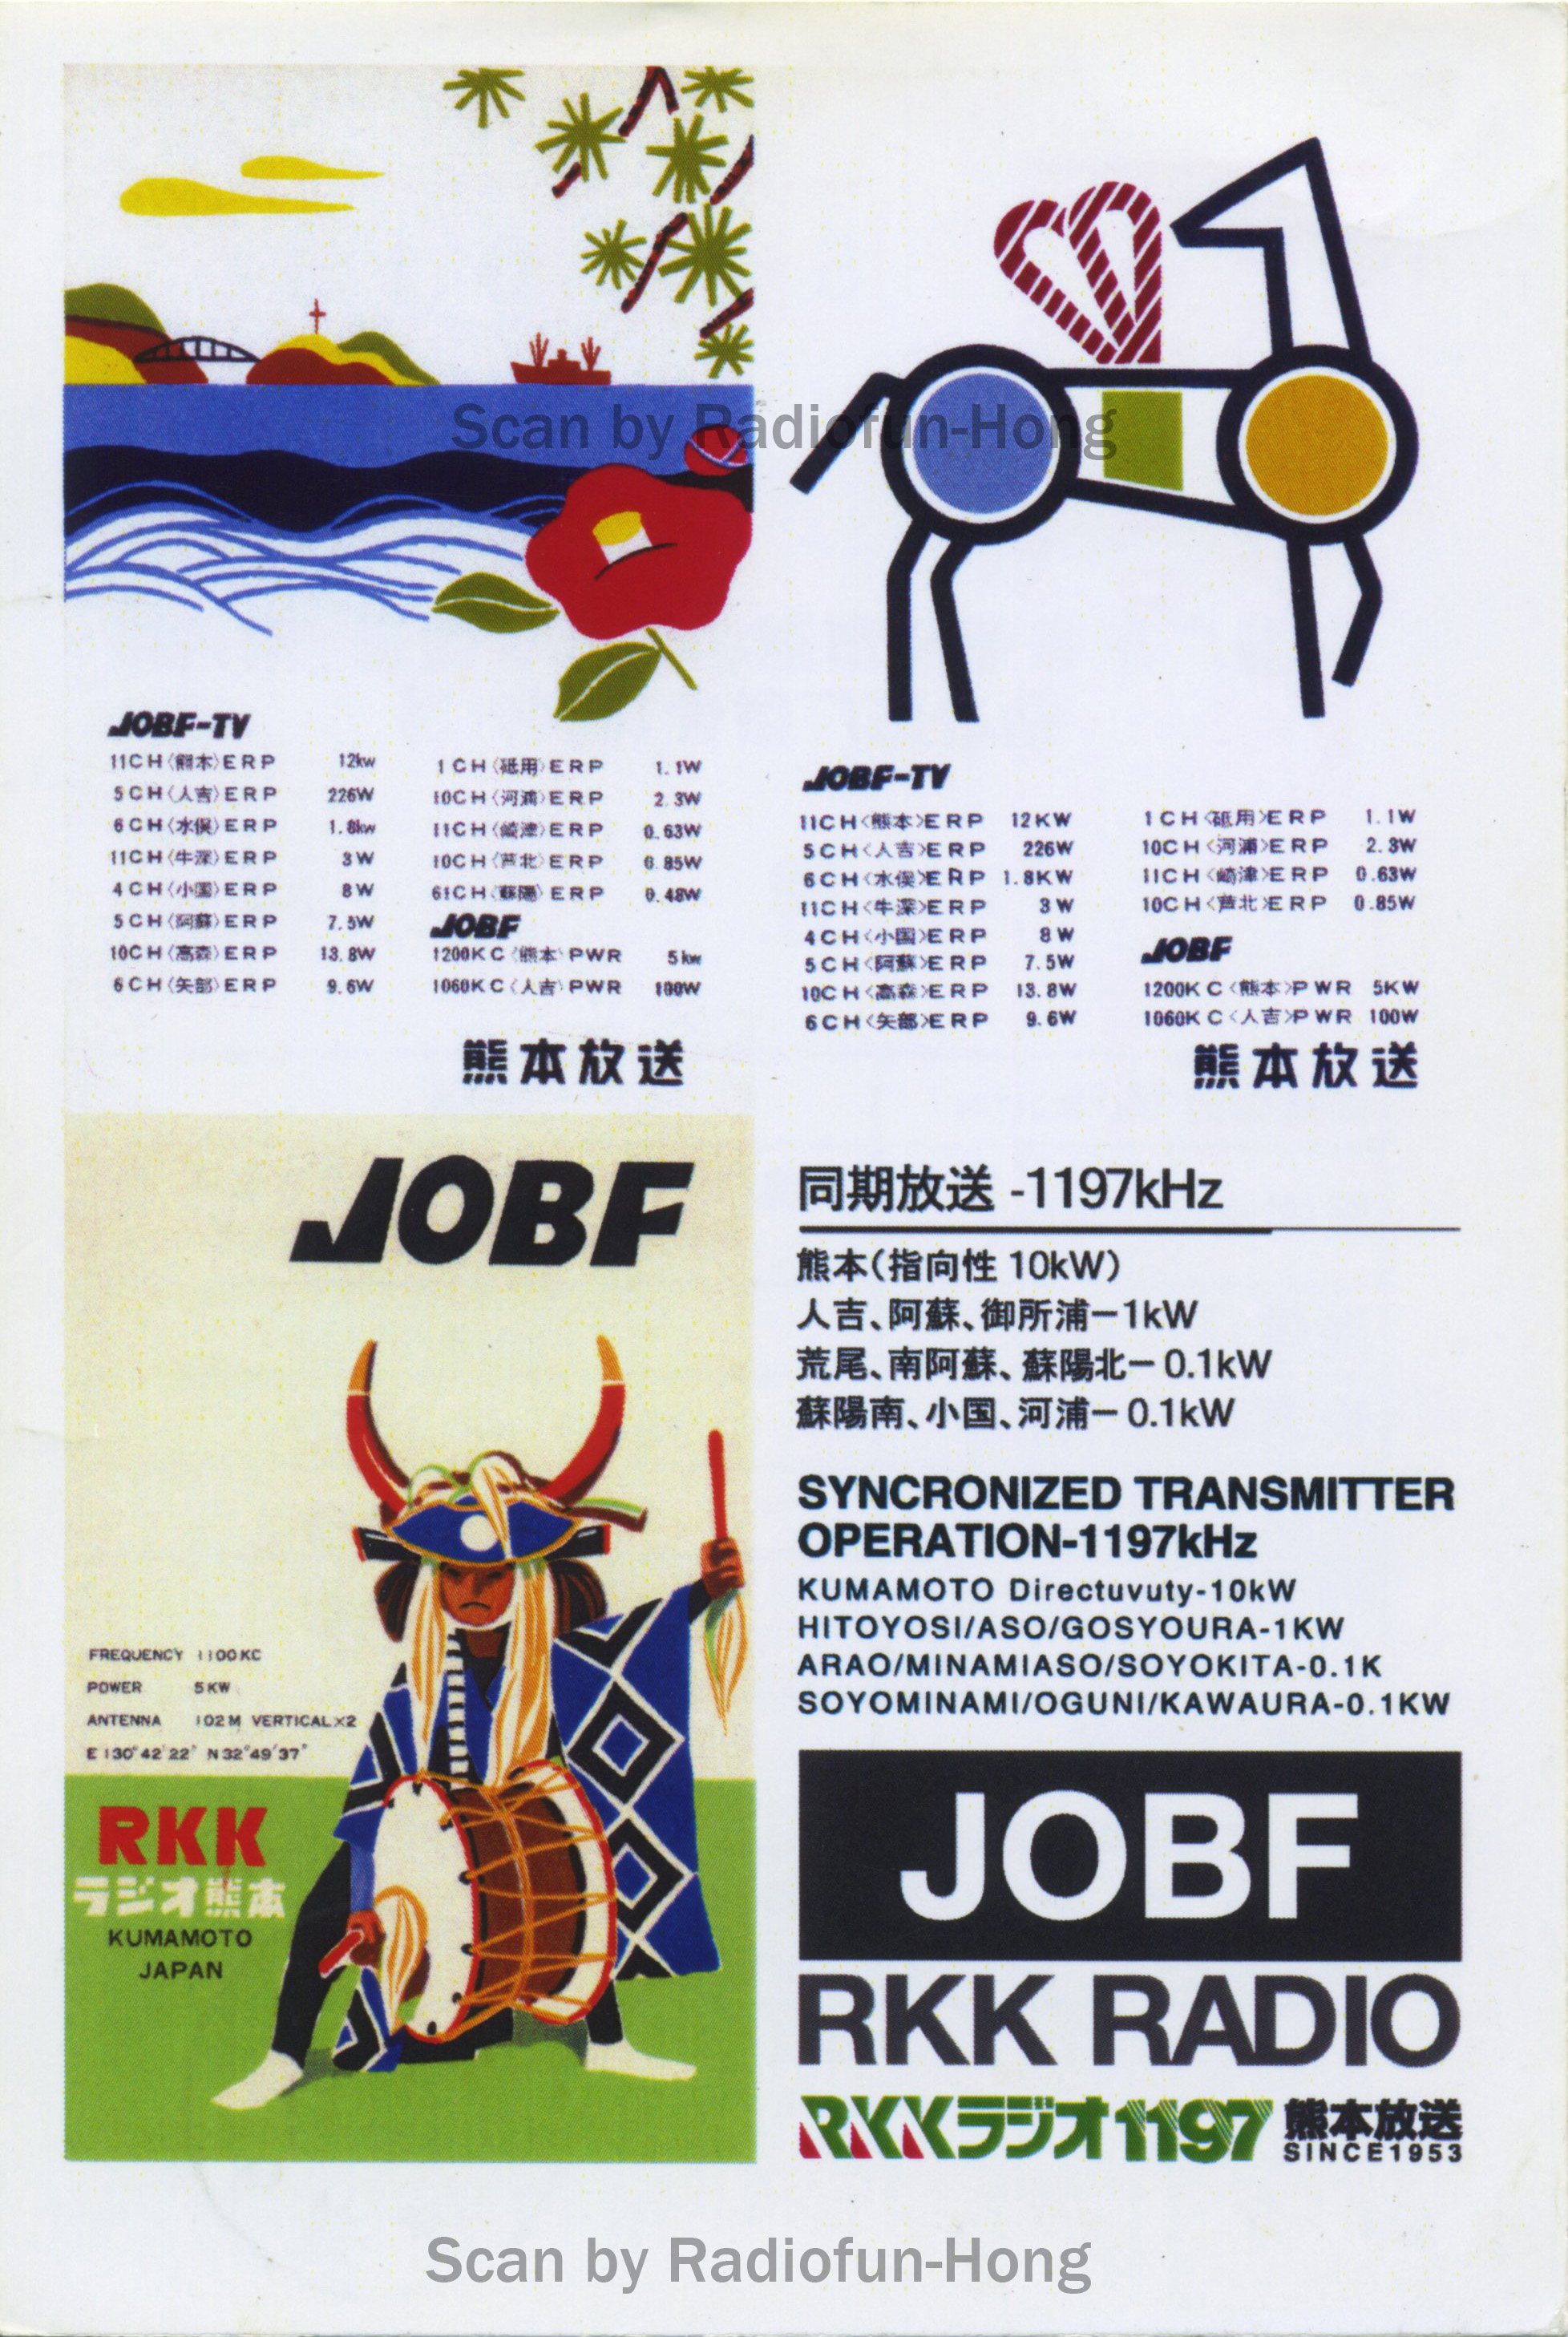 Scan by Radiofun-Hong
JOBF-TV
11CH〈熊本〉ERP 12kw
5CH〈人吉〉ERP 226W
6CH〈水俣〉ERP 1.8kw
11CH〈牛深〉ERP 3W
4CH〈小国〉ERP 8W
5CH〈阿蘇〉ERP 7.5W
10CH〈高森〉ERP 13.8W
6CH〈矢部〉ERP 9.6W
1CH〈砥用〉ERP 1.1W
10CH〈河浦〉ERP 2.3W
11CH〈崎津〉ERP 0.63W
10CH〈芦北〉ERP 0.85W
61CH〈蘇陽〉ERP 0.48W
JOBF
1200KC〈熊本〉PWR 5kw
1060KC〈人吉〉PWR 100W
熊本放送
JOBF-TV
11CH<熊本>ERP 12KW
5CH<人吉>ERP 226W
6CH<水俣>ERP 1.8KW
11CH<牛深>ERP 3W
4CH<小国>ERP 8W
5CH<阿蘇>ERP 7.5W
10CH<高森>ERP 13.8W
6CH<矢部>ERP 9.6W
1CH<砥用>ERP 1.1W
10CH<河浦>ERP 2.3W
11CH<崎津>ERP 0.63W
10CH<芦北>ERP 0.85W
JOBF
1200KC<熊本>PWR 5KW
1060KC<人吉>PWR 100W
熊本放送
JOBF
FREQUENCY 1100KC
POWER 5KW
ANTENNA 102M VERTICAL×2
E130°42′22″ N32°49′37″
RKK
ラジオ熊本
KUMAMOTO
JAPAN
同期放送 -1197kHz
熊本（指向性 10kW）
人吉、阿蘇、御所浦－1kW
荒尾、南阿蘇、蘇陽北－0.1kW
蘇陽南、小国、河浦－0.1kW
SYNCRONIZED TRANSMITTER
OPERATION-1197kHz
KUMAMOTO Directuvuty-10kW
HITOYOSI/ASO/GOSYOURA-1KW
ARAO/MINAMIASO/SOYOKITA-0.1K
SOYOMINAMI/OGUNI/KAWAURA-0.1KW
JOBF
RKK RADIO
RKKラジオ1197 熊本放送
SINCE1953
Scan by Radiofun-Hong